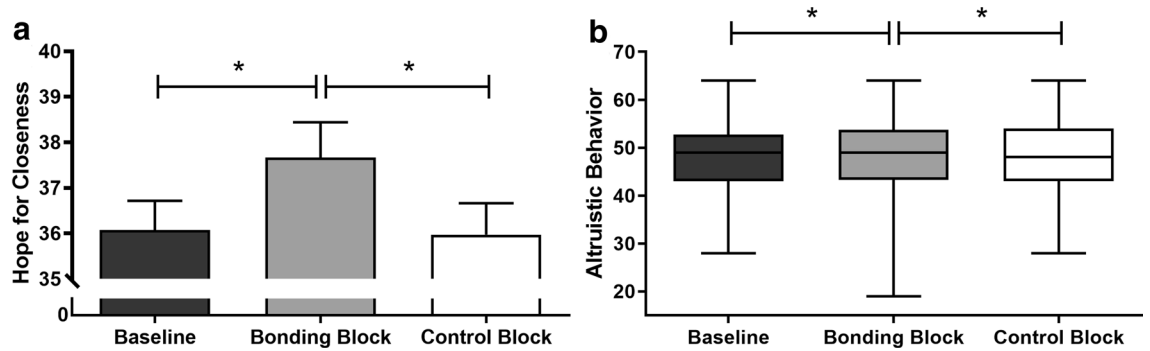 a
* *
Hope for Closeness
40
39
38
37
36
35
0
Baseline Bonding Block Control Block
b
* *
Altruistic Behavior
70
60
50
40
30
20
Baseline Bonding Block Control Block